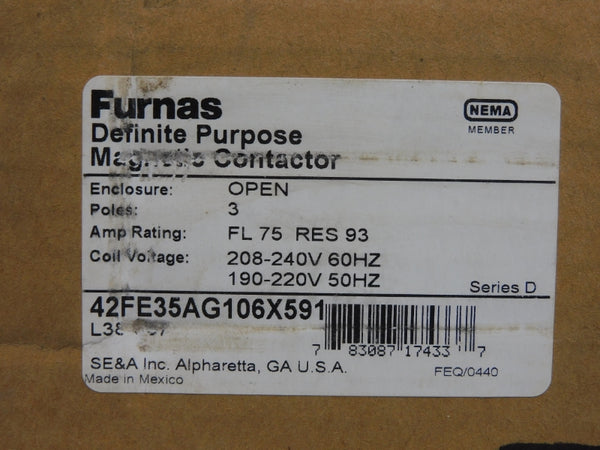 Furnas
NEMA
MEMBER
Definite Purpose
Magnetic Contactor
Enclosure: OPEN
Poles: 3
Amp Rating: FL 75 RES 93
Coil Voltage: 208-240V 60HZ
190-220V 50HZ
Series D
42FE35AG106X591
7 83087 17433 7
SE&A Inc. Alpharetta, GA U.S.A.
FEQ/0440
Made in Mexico